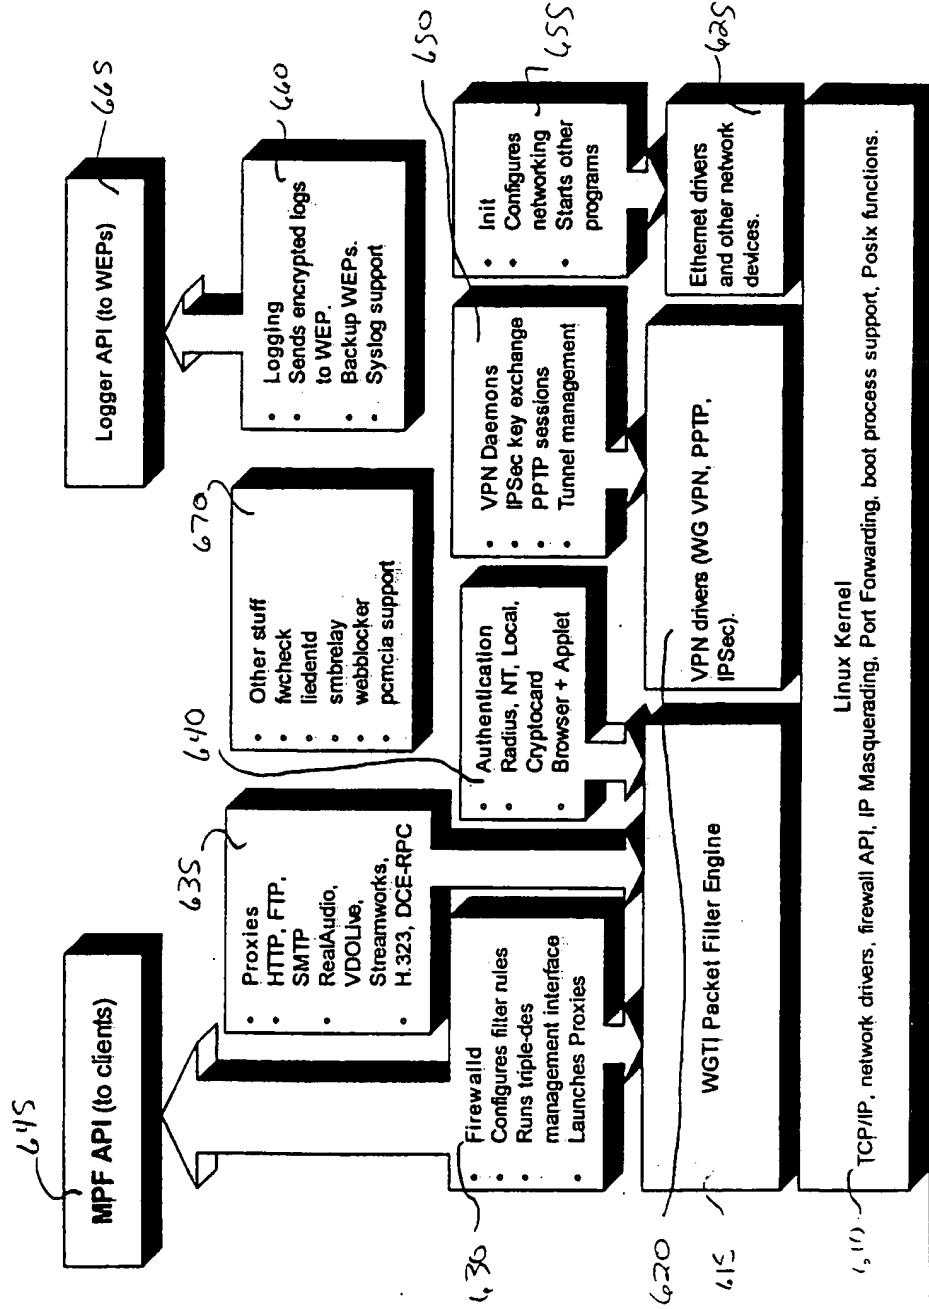 645
MPF API (to clients)
665
Logger API (to WEPs)
635
Proxies
HTTP, FTP,
SMTP
RealAudio,
VDOLive,
Streamworks,
H.323, DCE-RPC
670
Other stuff
fwcheck
liedentd
smbrelay
webblocker
pcmcia support
660
Logging
Sends encrypted logs
to WEP.
Backup WEPs.
Syslog support
630
Firewalld
Configures filter rules
Runs triple-des
management interface
Launches Proxies
640
Authentication
Radius, NT, Local,
Cryptocard
Browser + Applet
650
VPN Daemons
IPSec key exchange
PPTP sessions
Tunnel management
655
Init
Configures
networking
Starts other
programs
615
WGTI Packet Filter Engine
620
VPN drivers (WG VPN, PPTP,
IPSec).
625
Ethernet drivers
and other network
devices.
Linux Kernel
TCP/IP, network drivers, firewall API, IP Masquerading, Port Forwarding, boot process support, Posix functions.